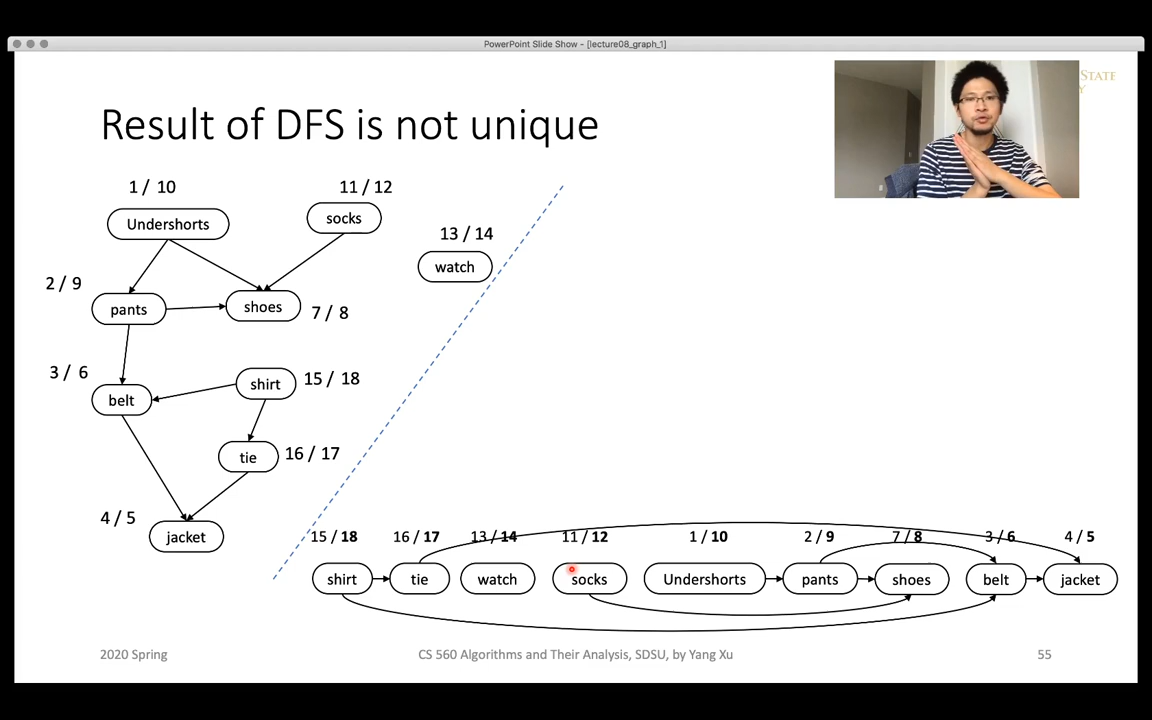 PowerPoint Slide Show - [lecture08_graph_1]
STATE
Y
Result of DFS is not unique
1 / 10
11 / 12
Undershorts
socks
13 / 14
watch
2 / 9
pants
shoes
7 / 8
3 / 6
belt
shirt
15 / 18
tie
16 / 17
4 / 5
jacket
15 / 18 16 / 17 13 / 14 11 / 12 1 / 10 2 / 9 7 / 8 3 / 6 4 / 5
shirt tie watch socks Undershorts pants shoes belt jacket
2020 Spring CS 560 Algorithms and Their Analysis, SDSU, by Yang Xu 55